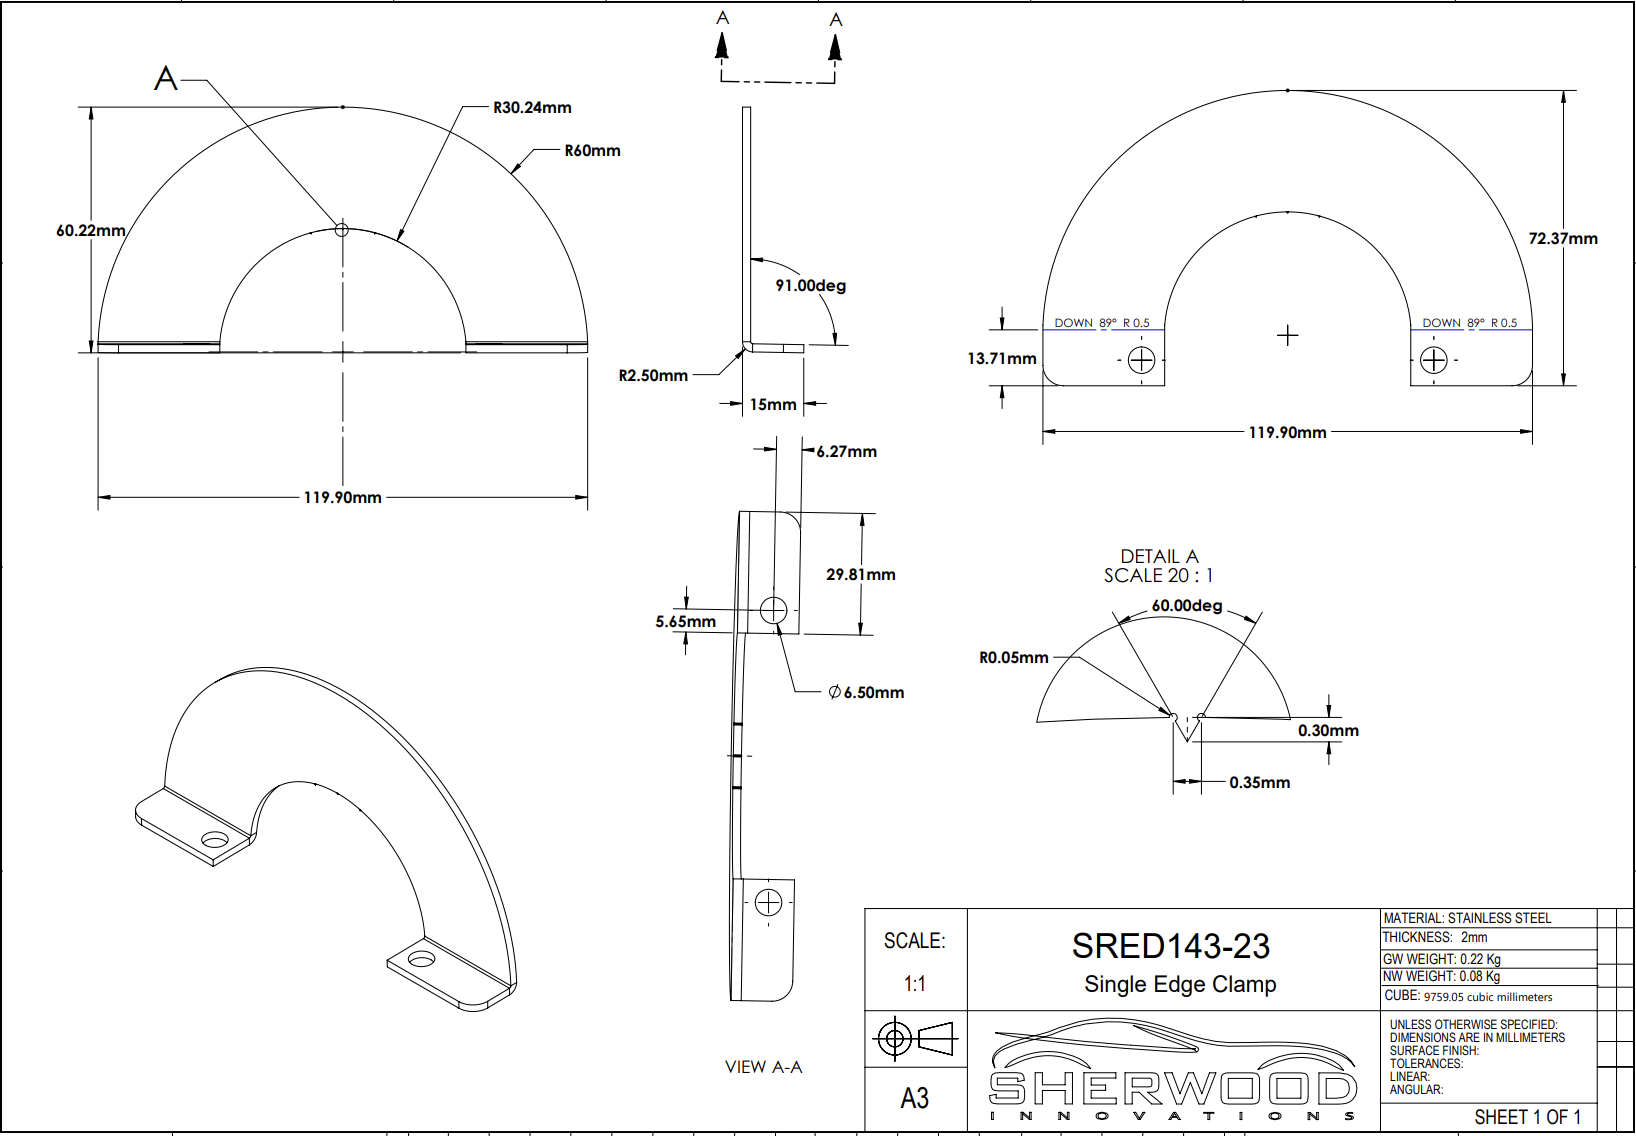 A A
A
R30.24mm
R60mm
60.22mm
119.90mm
91.00deg
R2.50mm
15mm
72.37mm
DOWN 89° R 0.5
DOWN 89° R 0.5
13.71mm
119.90mm
6.27mm
29.81mm
5.65mm
Ø6.50mm
VIEW A-A
DETAIL A
SCALE 20 : 1
60.00deg
R0.05mm
0.30mm
0.35mm
SCALE:
1:1
SRED143-23
Single Edge Clamp
MATERIAL: STAINLESS STEEL
THICKNESS: 2mm
GW WEIGHT: 0.22 Kg
NW WEIGHT: 0.08 Kg
CUBE: 9759.05 cubic millimeters
A3
SHERWOOD
INNOVATIONS
UNLESS OTHERWISE SPECIFIED:
DIMENSIONS ARE IN MILLIMETERS
SURFACE FINISH:
TOLERANCES:
LINEAR:
ANGULAR:
SHEET 1 OF 1